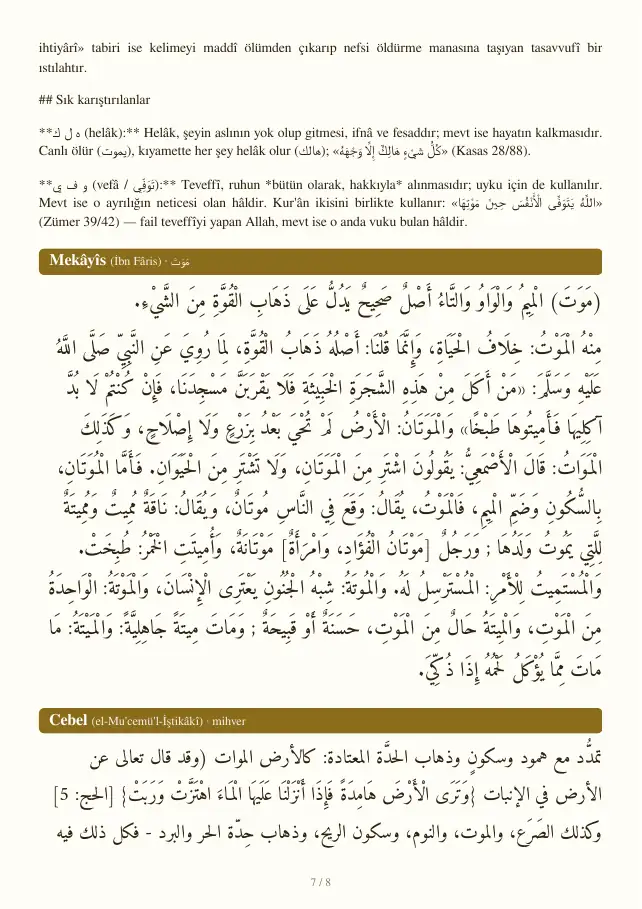 ihtiyârî» tabiri ise kelimeyi maddî ölümden çıkarıp nefsi öldürme manasına taşıyan tasavvufî bir
ıstılahtır.
## Sık karıştırılanlar
**ه ل ك (helâk):** Helâk, şeyin aslının yok olup gitmesi, ifnâ ve fesaddır; mevt ise hayatın kalkmasıdır.
Canlı ölür (يموت), kıyamette her şey helâk olur (هالك); «كُلُّ شَيْءٍ هَالِكٌ إِلَّا وَجْهَهُ» (Kasas 28/88).
**و ف ي (vefâ / تَوَفِّي):** Teveffî, ruhun *bütün olarak, hakkıyla* alınmasıdır; uyku için de kullanılır.
Mevt ise o ayrılığın neticesi olan hâldir. Kur'ân ikisini birlikte kullanır: «اللَّهُ يَتَوَفَّى الْأَنْفُسَ حِينَ مَوْتِهَا»
(Zümer 39/42) — fail teveffîyi yapan Allah, mevt ise o anda vuku bulan hâldir.
Mekâyîs (İbn Fâris) · مَوَتَ
(مَوَتَ) الْمِيمُ وَالْوَاوُ وَالتَّاءُ أَصْلٌ صَحِيحٌ يَدُلُّ عَلَى ذَهَابِ الْقُوَّةِ مِنَ الشَّيْءِ.
مِنْهُ الْمَوْتُ: خِلَافُ الْحَيَاةِ، وَإِنَّمَا قُلْنَا: أَصْلُهُ ذَهَابُ الْقُوَّةِ، لِمَا رُوِيَ عَنِ النَّبِيِّ صَلَّى اللَّهُ
عَلَيْهِ وَسَلَّمَ: «مَنْ أَكَلَ مِنْ هَذِهِ الشَّجَرَةِ الْخَبِيثَةِ فَلَا يَقْرَبَنَّ مَسْجِدَنَا، فَإِنْ كُنْتُمْ لَا بُدَّ
آكِلِيهَا فَأَمِيتُوهَا طَبْخًا» وَالْمَوَتَانُ: الْأَرْضُ لَمْ تُحْيَ بَعْدُ بِزَرْعٍ وَلَا إِصْلَاحٍ، وَكَذَلِكَ
الْمَوَاتُ: قَالَ الْأَصْمَعِيُّ: يَقُولُونَ اشْتَرِ مِنَ الْمَوَتَانِ، وَلَا تَشْتَرِ مِنَ الْحَيَوَانِ. فَأَمَّا الْمُوتَانِ،
بِالسُّكُونِ وَضَمِّ الْمِيمِ، فَالْمَوْتُ، يُقَالُ: وَقَعَ فِي النَّاسِ مُوتَانٌ، وَيُقَالُ: نَاقَةٌ مُمِيتٌ وَمُمِيتَةٌ
لِلَّتِي يَمُوتُ وَلَدُهَا ; وَرَجُلٌ [مَوْتَانُ الْفُؤَادِ، وَامْرَأَةٌ] مَوْتَانَةٌ، وَأُمِيتَتِ الْخَمْرُ: طُبِخَتْ.
وَالْمُسْتَمِيتُ لِلْأَمْرِ: الْمُسْتَرْسِلُ لَهُ. وَالْمُوتَةُ: شِبْهُ الْجُنُونِ يَعْتَرِي الْإِنْسَانَ، وَالْمَوْتَةُ: الْوَاحِدَةُ
مِنَ الْمَوْتِ، وَالْمِيتَةُ حَالٌ مِنَ الْمَوْتِ، حَسَنَةٌ أَوْ قَبِيحَةٌ ; وَمَاتَ مِيتَةً جَاهِلِيَّةً: وَالْمَيْتَةُ: مَا
مَاتَ مِمَّا يُؤْكَلُ لَحْمُهُ إِذَا ذُكِّيَ.
Cebel (el-Mu'cemü'l-İştikâkî) · mihver
تمدُّد مع همود وسكونٍ وذهاب الحدَّة المعتادة: كالأرض الموات (وقد قال تعالى عن
الأرض في الإنبات {وَتَرَى الْأَرْضَ هَامِدَةً فَإِذَا أَنْزَلْنَا عَلَيْهَا الْمَاءَ اهْتَزَّتْ وَرَبَتْ} [الحج: 5]
وكذلك الصَرَع، والموت، والنوم، وسكون الريح، وذهاب حِدّة الحر والبرد - فكل ذلك فيه
7 / 8